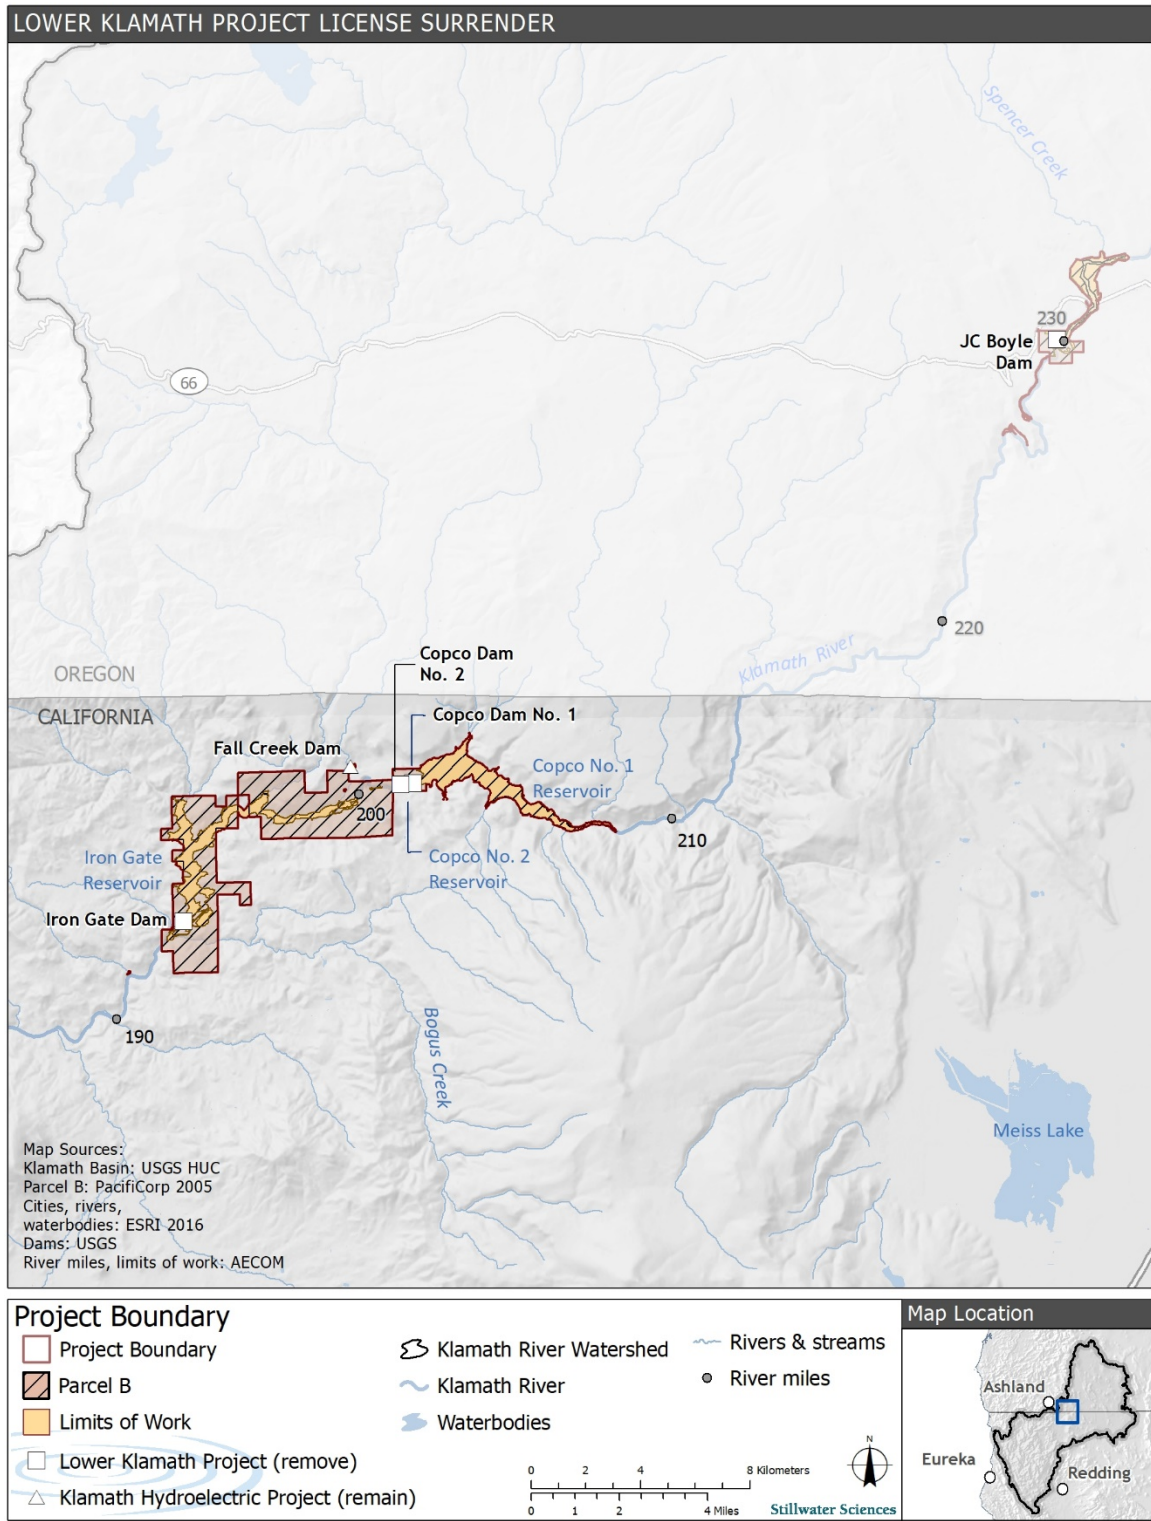 LOWER KLAMATH PROJECT LICENSE SURRENDER
Spencer Creek
230
JC Boyle
Dam
66
220
Klamath River
OREGON
CALIFORNIA
Copco Dam
No. 2
Copco Dam No. 1
Fall Creek Dam
Copco No. 1
Reservoir
200
210
Copco No. 2
Reservoir
Iron Gate
Reservoir
Iron Gate Dam
190
Bogus Creek
Meiss Lake
Map Sources:
Klamath Basin: USGS HUC
Parcel B: PacifiCorp 2005
Cities, rivers,
waterbodies: ESRI 2016
Dams: USGS
River miles, limits of work: AECOM
Project Boundary
Project Boundary
Parcel B
Limits of Work
Lower Klamath Project (remove)
Klamath Hydroelectric Project (remain)
Klamath River Watershed
Klamath River
Waterbodies
Rivers & streams
River miles
N
0 2 4 8 Kilometers
0 1 2 4 Miles
Stillwater Sciences
Map Location
Ashland
Eureka
Redding